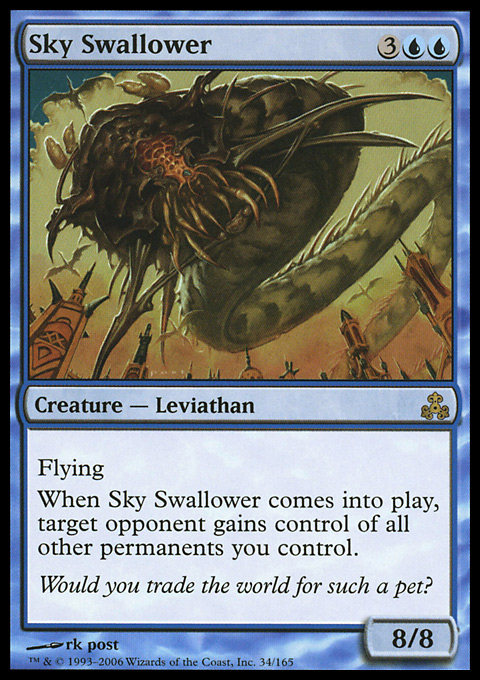 Sky Swallower 3
post
Creature — Leviathan
Flying
When Sky Swallower comes into play,
target opponent gains control of all
other permanents you control.
Would you trade the world for such a pet?
rk post
8/8
™ & © 1993–2006 Wizards of the Coast, Inc. 34/165